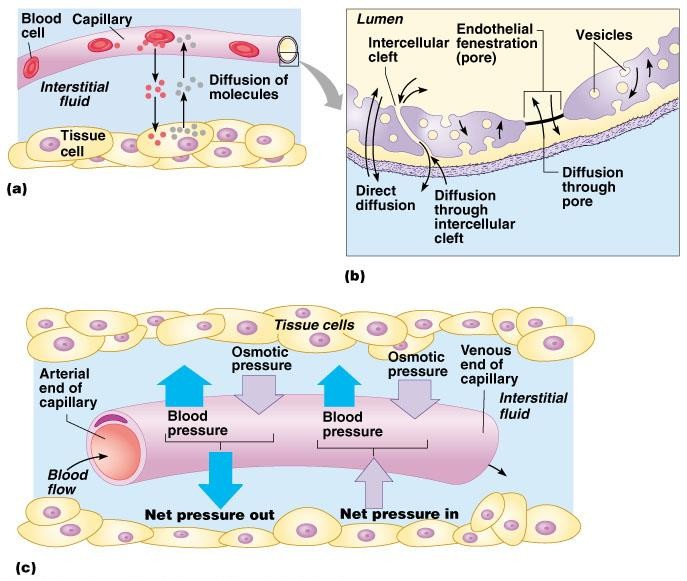 Blood
cell
Capillary
Interstitial
fluid
Diffusion of
molecules
Tissue
cell
(a)
Lumen
Intercellular
cleft
Endothelial
fenestration
(pore)
Vesicles
Direct
diffusion
Diffusion
through
intercellular
cleft
Diffusion
through
pore
(b)
Tissue cells
Arterial
end of
capillary
Osmotic
pressure
Osmotic
pressure
Venous
end of
capillary
Interstitial
fluid
Blood
pressure
Blood
pressure
Blood
flow
Net pressure out
Net pressure in
(c)